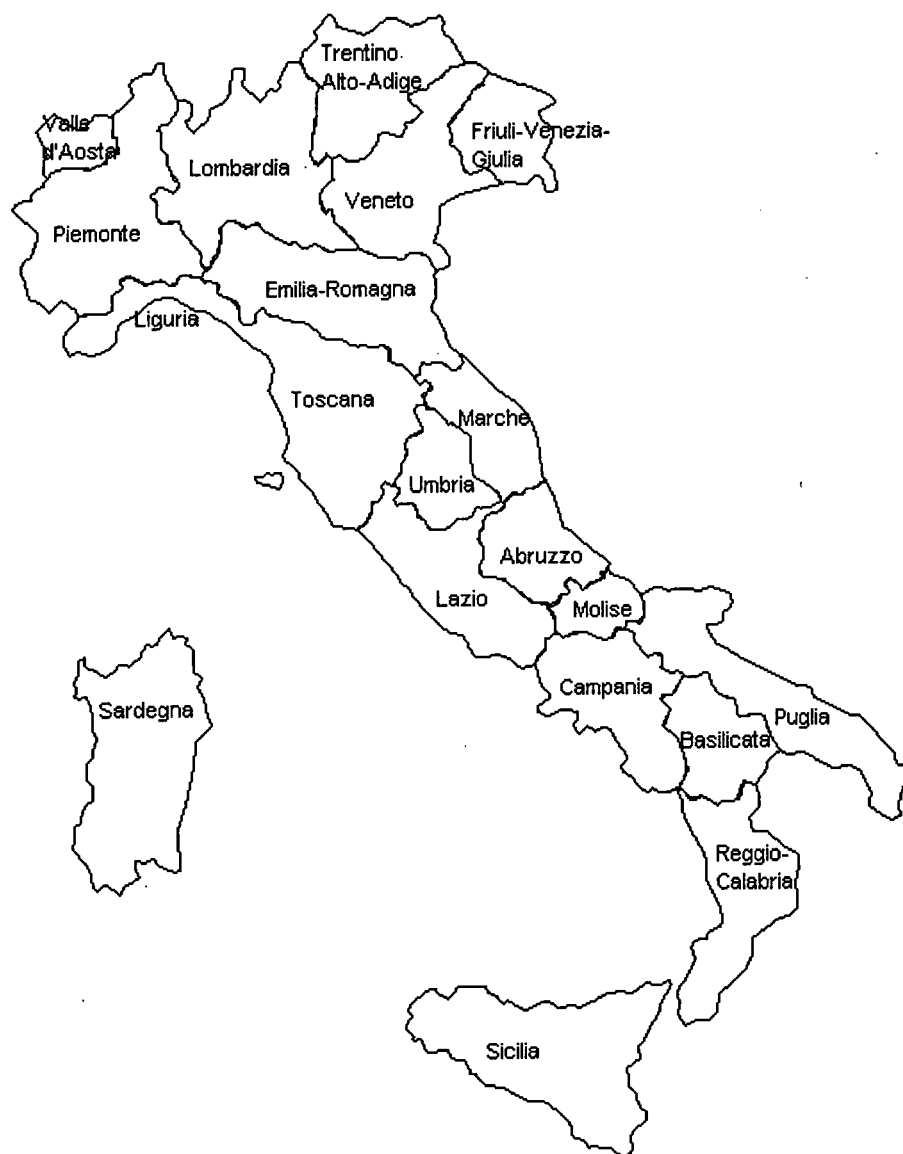 Trentino
Alto-Adige
Valle
d'Aosta
Friuli-Venezia-
Giulia
Lombardia
Veneto
Piemonte
Emilia-Romagna
Liguria
Toscana
Marche
Umbria
Abruzzo
Lazio
Molise
Campania
Sardegna
Puglia
Basilicata
Reggio-
Calabria
Sicilia